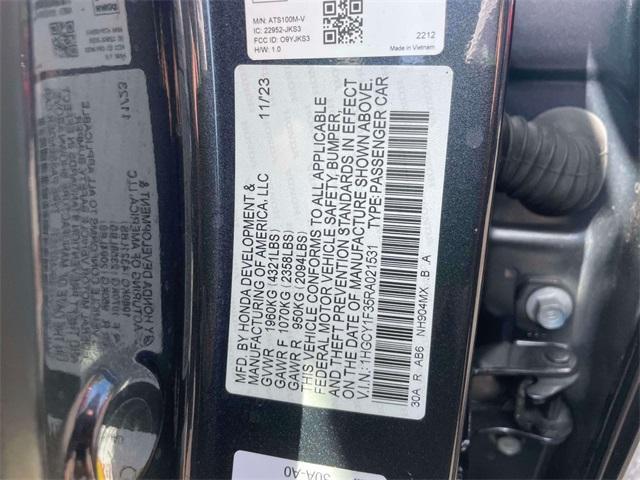 M/N: ATS100M-V
IC: 22952-JKS3
FCC ID: O9YJKS3
H/W: 1.0
2212
Made in Vietnam
MFD. BY HONDA DEVELOPMENT & 11/23
MANUFACTURING OF AMERICA, LLC
GVWR 1960KG (4321LBS)
GAWR F 1070KG (2358LBS)
GAWR R 950KG (2094LBS)
THIS VEHICLE CONFORMS TO ALL APPLICABLE
FEDERAL MOTOR VEHICLE SAFETY, BUMPER,
AND THEFT PREVENTION STANDARDS IN EFFECT
ON THE DATE OF MANUFACTURE SHOWN ABOVE.
V.I.N.: 1HGCY1F35RA021531 TYPE:PASSENGER CAR
30A R AB6 NH904MX B A
30A-A0